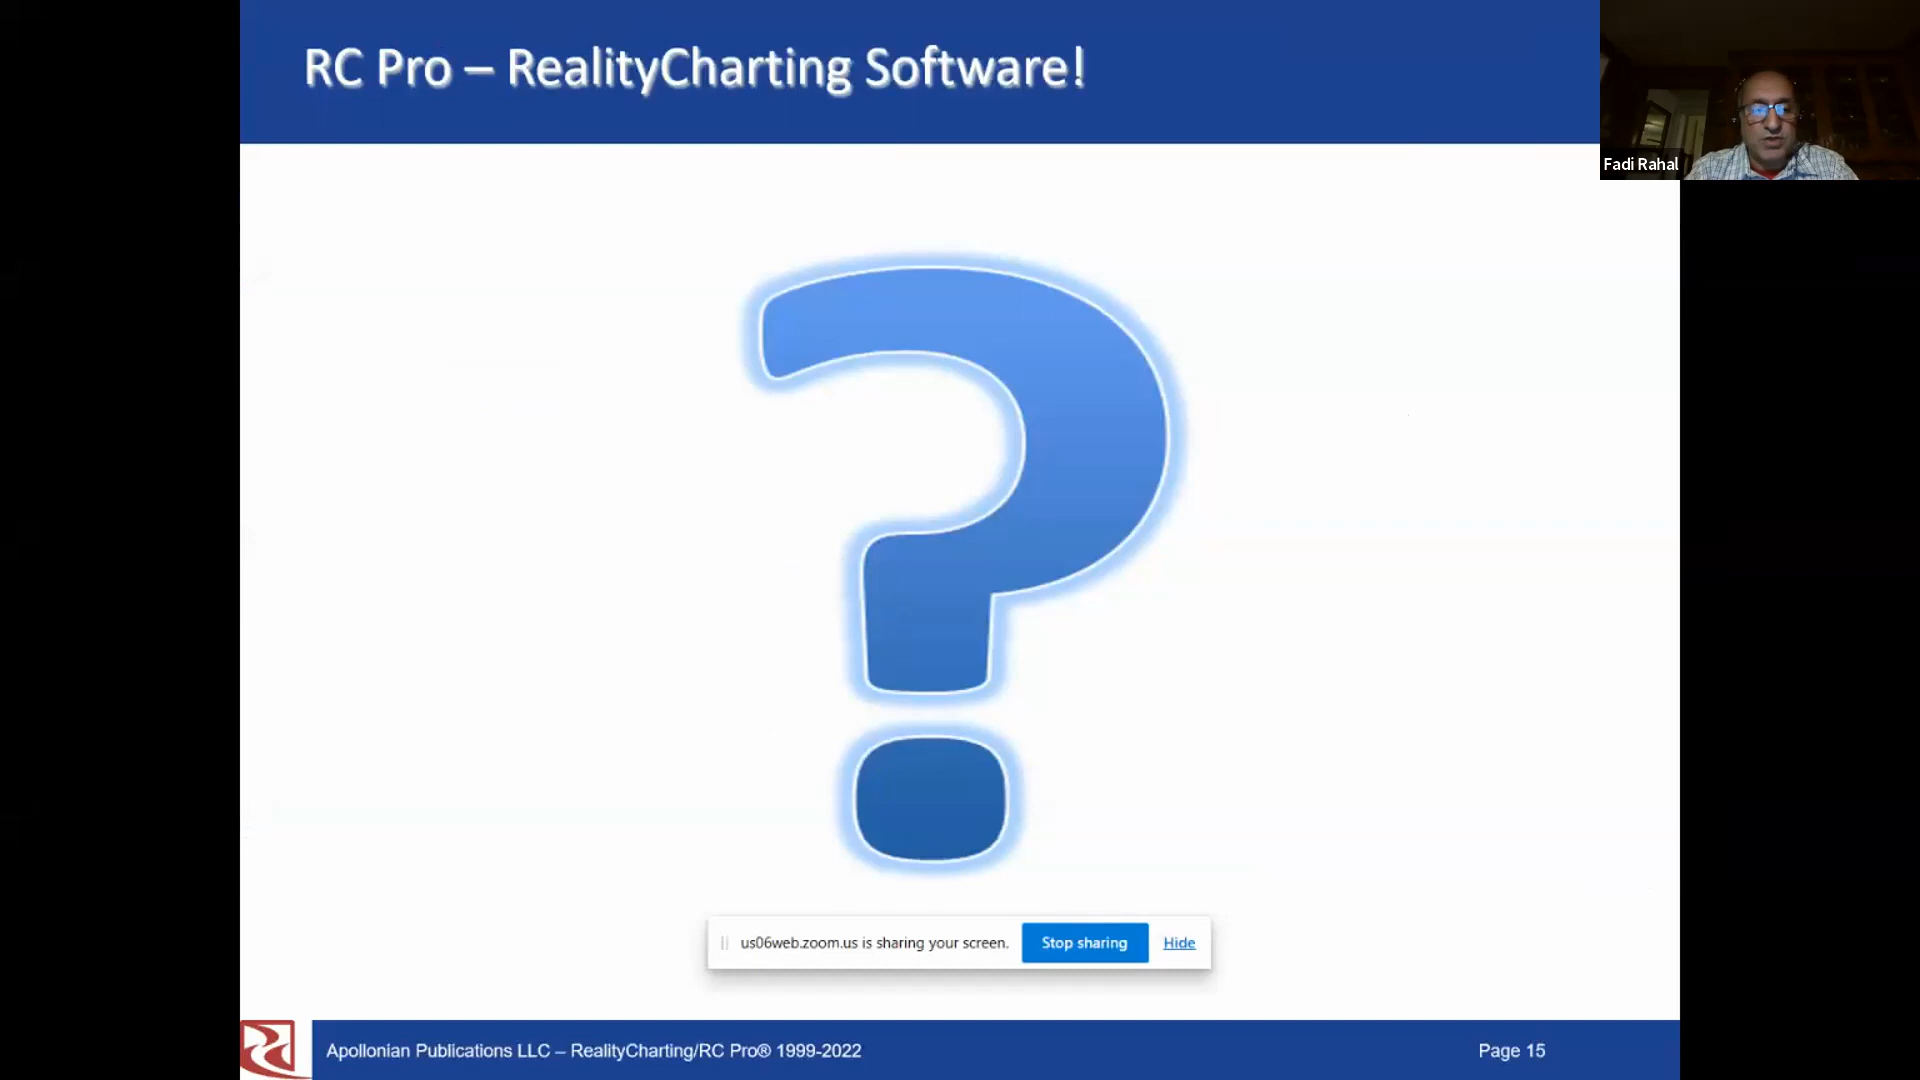 RC Pro – RealityCharting Software!
Fadi Rahal
?
us06web.zoom.us is sharing your screen. Stop sharing Hide
Apollonian Publications LLC – RealityCharting/RC Pro® 1999-2022 Page 15